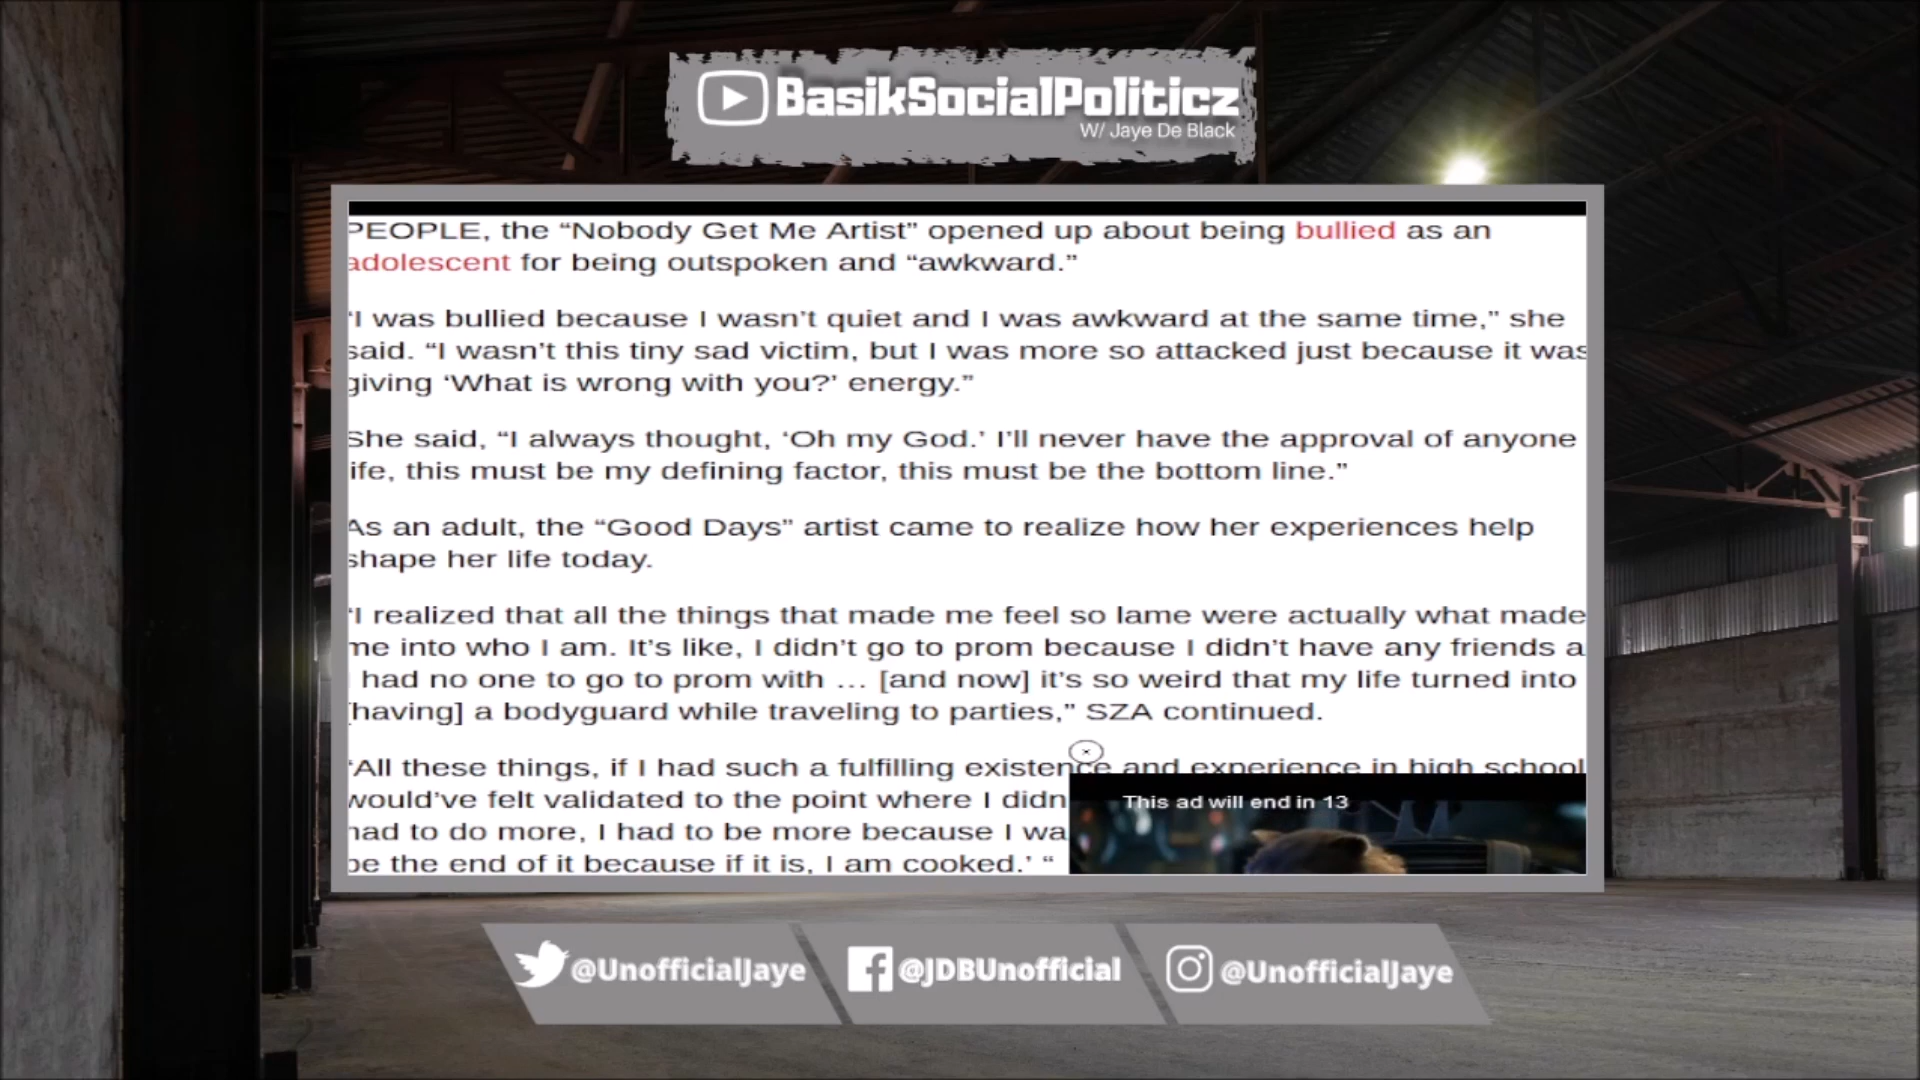 BasikSocialPoliticz
W/ Jaye De Black
PEOPLE, the “Nobody Get Me Artist” opened up about being bullied as an
adolescent for being outspoken and “awkward.”
“I was bullied because I wasn’t quiet and I was awkward at the same time,” she
said. “I wasn’t this tiny sad victim, but I was more so attacked just because it was
giving ‘What is wrong with you?’ energy.”
She said, “I always thought, ‘Oh my God.’ I’ll never have the approval of anyone
life, this must be my defining factor, this must be the bottom line.”
As an adult, the “Good Days” artist came to realize how her experiences help
shape her life today.
“I realized that all the things that made me feel so lame were actually what made
me into who I am. It’s like, I didn’t go to prom because I didn’t have any friends a
had no one to go to prom with … [and now] it’s so weird that my life turned into
[having] a bodyguard while traveling to parties,” SZA continued.
“All these things, if I had such a fulfilling existence and experience in high school
would’ve felt validated to the point where I didn
had to do more, I had to be more because I wa
be the end of it because if it is, I am cooked.’ “
This ad will end in 13
@UnofficialJaye
@JDBUnofficial
@UnofficialJaye